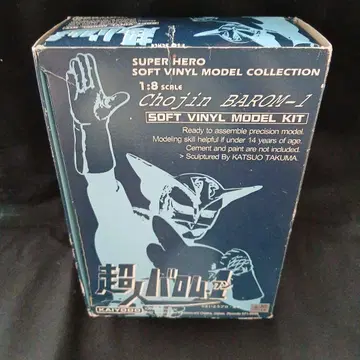 SUPER HERO
SOFT VINYL MODEL COLLECTION
1:8 SCALE
Chojin BAROM-1
SOFT VINYL MODEL KIT
Ready to assemble precision model.
Modeling skill helpful if under 14 years of age.
Cement and paint are not included.
> Sculptured By KATSUO TAKUMA.
超人バロム・1
KAIYODO